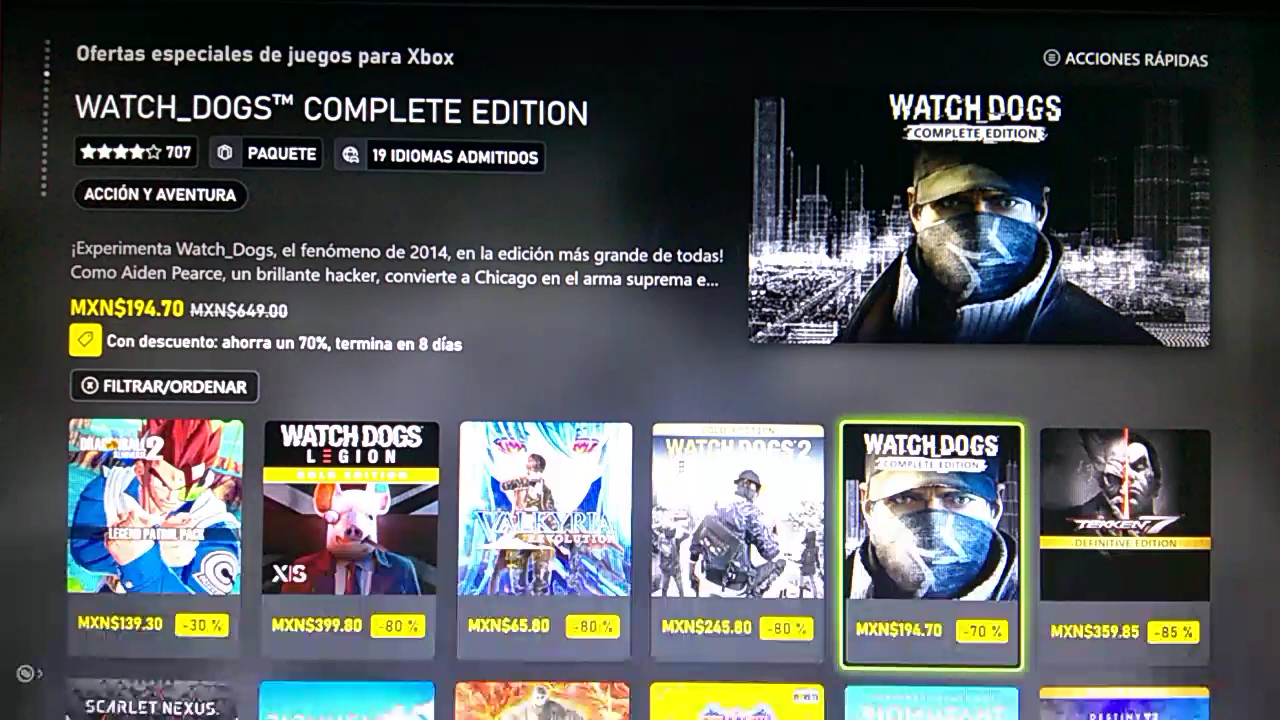 Ofertas especiales de juegos para Xbox
ACCIONES RÁPIDAS
WATCH_DOGS™ COMPLETE EDITION
707
PAQUETE
19 IDIOMAS ADMITIDOS
ACCIÓN Y AVENTURA
¡Experimenta Watch_Dogs, el fenómeno de 2014, en la edición más grande de todas!
Como Aiden Pearce, un brillante hacker, convierte a Chicago en el arma suprema e...
MXN$194.70 MXN$649.00
Con descuento: ahorra un 70%, termina en 8 días
WATCH_DOGS
COMPLETE EDITION
FILTRAR/ORDENAR
LEGEND PATROL PACK
MXN$139.30 -30 %
WATCH DOGS
LEGION
GOLD EDITION
X|S
MXN$399.80 -80 %
VALKYRIA
REVOLUTION
MXN$65.80 -80 %
GOLD EDITION
WATCH DOGS 2
MXN$245.80 -80 %
WATCH_DOGS
COMPLETE EDITION
MXN$194.70 -70 %
TEKKEN 7
DEFINITIVE EDITION
MXN$359.85 -85 %
SCARLET NEXUS
BIOMUTANT